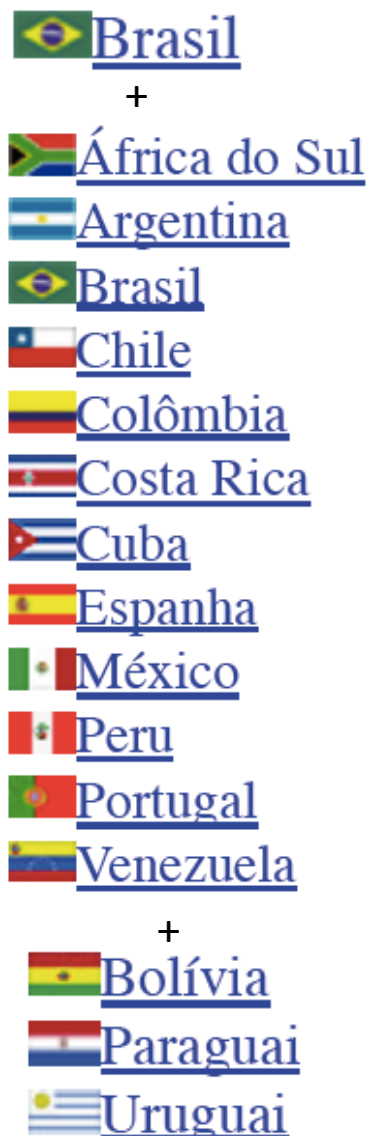 Brasil
+
África do Sul
Argentina
Brasil
Chile
Colômbia
Costa Rica
Cuba
Espanha
México
Peru
Portugal
Venezuela
+
Bolívia
Paraguai
Uruguai